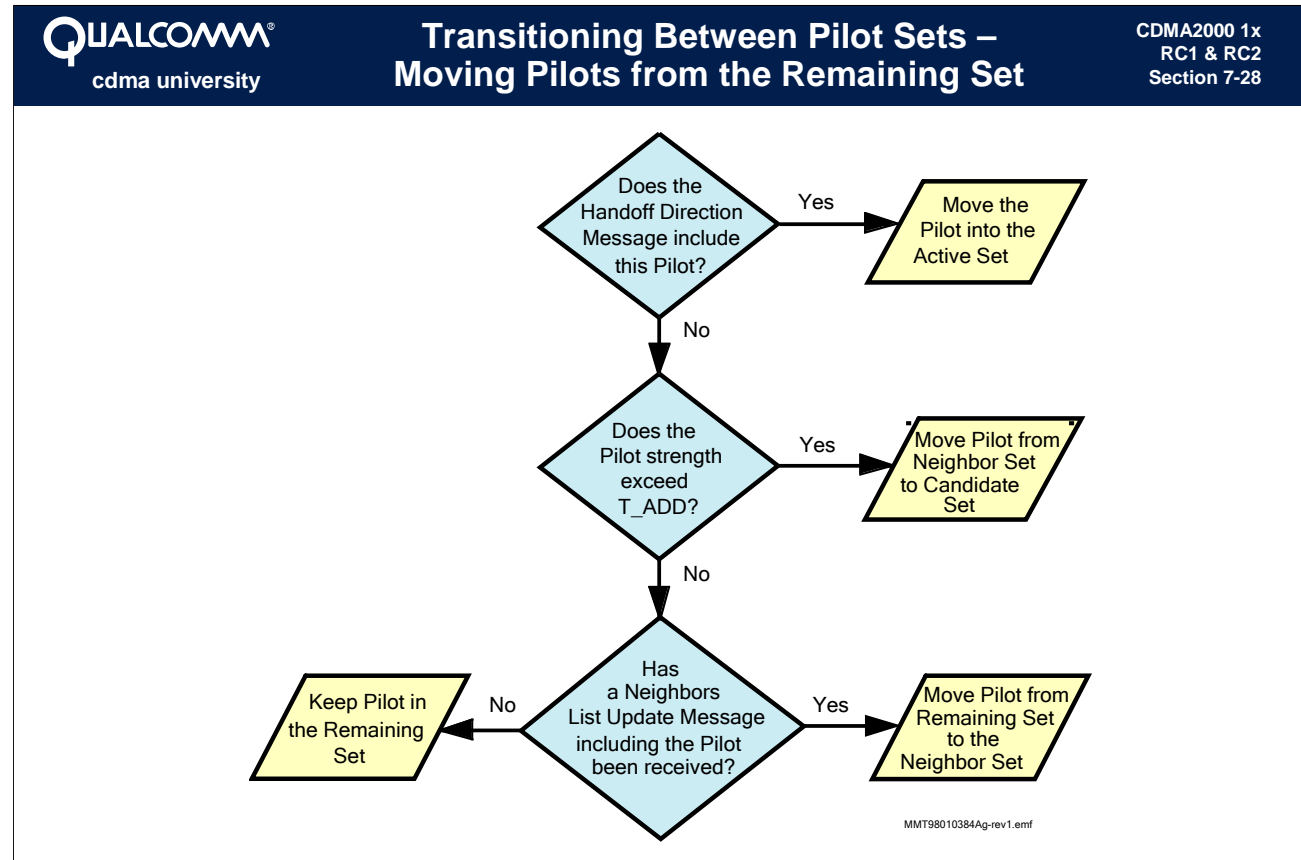 QUALCOMM®
cdma university
Transitioning Between Pilot Sets –
Moving Pilots from the Remaining Set
CDMA2000 1x
RC1 & RC2
Section 7-28
Does the
Handoff Direction
Message include
this Pilot?
Yes
Move the
Pilot into the
Active Set
No
Does the
Pilot strength
exceed
T_ADD?
Yes
Move Pilot from
Neighbor Set
to Candidate
Set
No
Has
a Neighbors
List Update Message
including the Pilot
been received?
No
Keep Pilot in
the Remaining
Set
Yes
Move Pilot from
Remaining Set
to the
Neighbor Set
MMT98010384Ag-rev1.emf